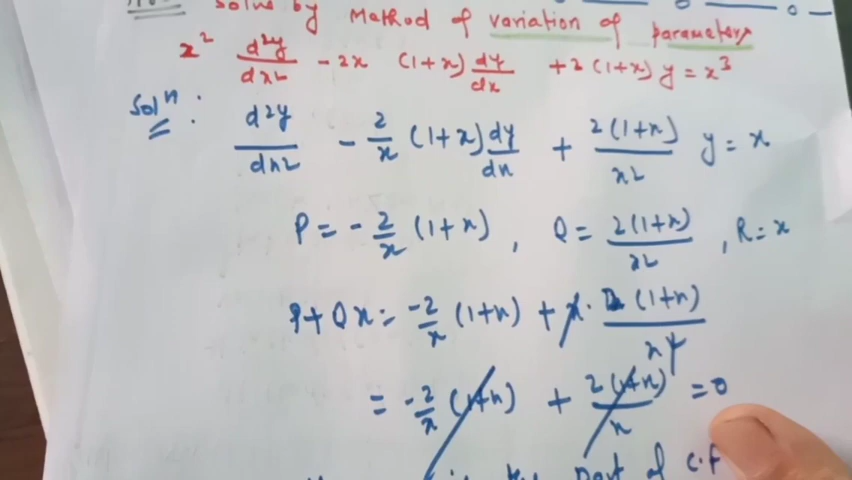 Solve by Method of variation of parameters
x² d²y/dx² - 2x (1+x) dy/dx + 2(1+x) y = x³
Solⁿ : d²y/dx² - 2/x (1+x) dy/dx + 2(1+x)/x² y = x
P = - 2/x (1+x) , Q = 2(1+x)/x² , R = x
P + Qx = -2/x (1+x) + x. 2(1+x)/x²
= -2/x (1+x) + 2(1+x)/x = 0
is the part of C.F